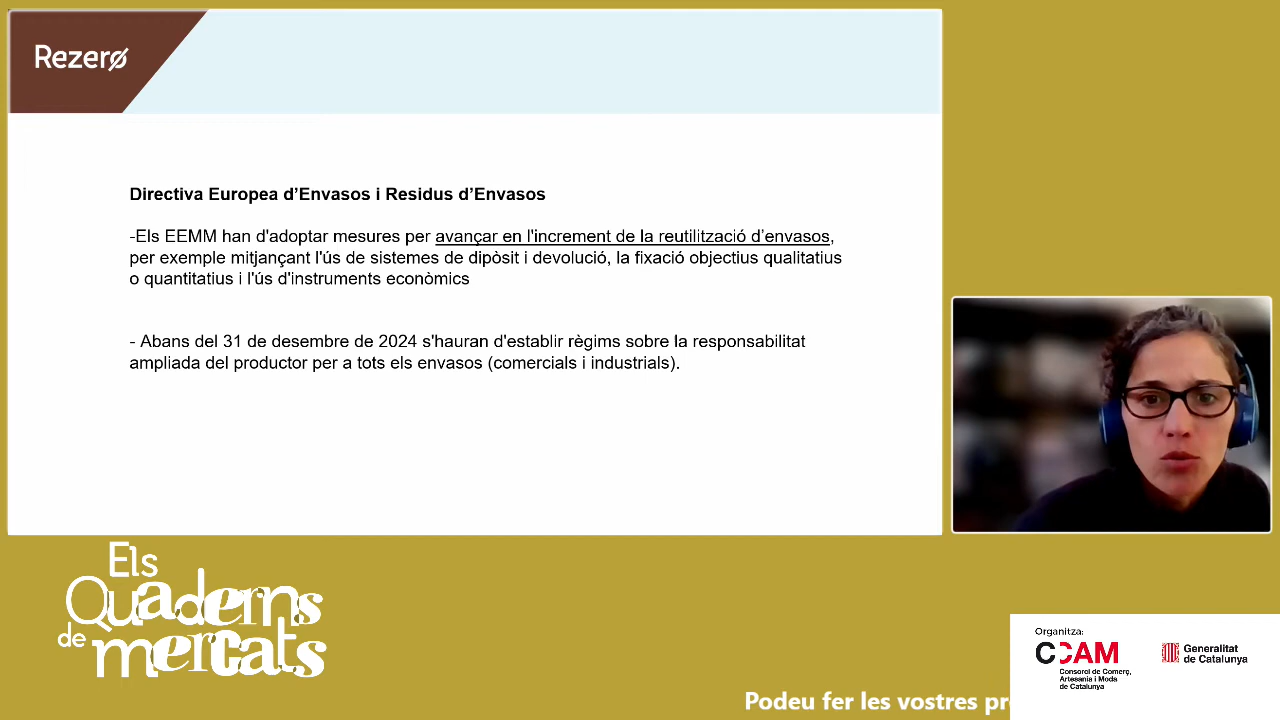 Rezero
Directiva Europea d’Envasos i Residus d’Envasos
-Els EEMM han d'adoptar mesures per avançar en l'increment de la reutilització d’envasos,
per exemple mitjançant l'ús de sistemes de dipòsit i devolució, la fixació objectius qualitatius
o quantitatius i l'ús d'instruments econòmics
- Abans del 31 de desembre de 2024 s'hauran d'establir règims sobre la responsabilitat
ampliada del productor per a tots els envasos (comercials i industrials).
Els
Quaderns
de mercats
Organitza:
CCAM
Consorci de Comerç,
Artesania i Moda
de Catalunya
Generalitat
de Catalunya
Podeu fer les vostres